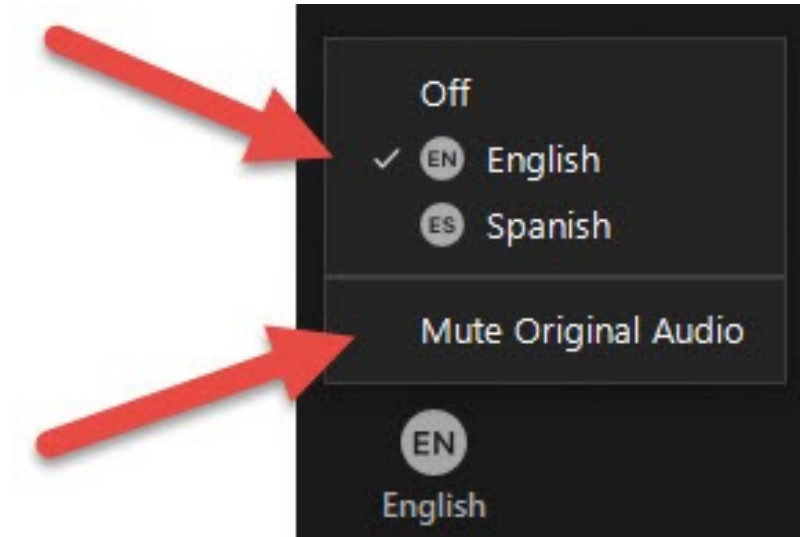 Off
EN English
ES Spanish
Mute Original Audio
EN
English